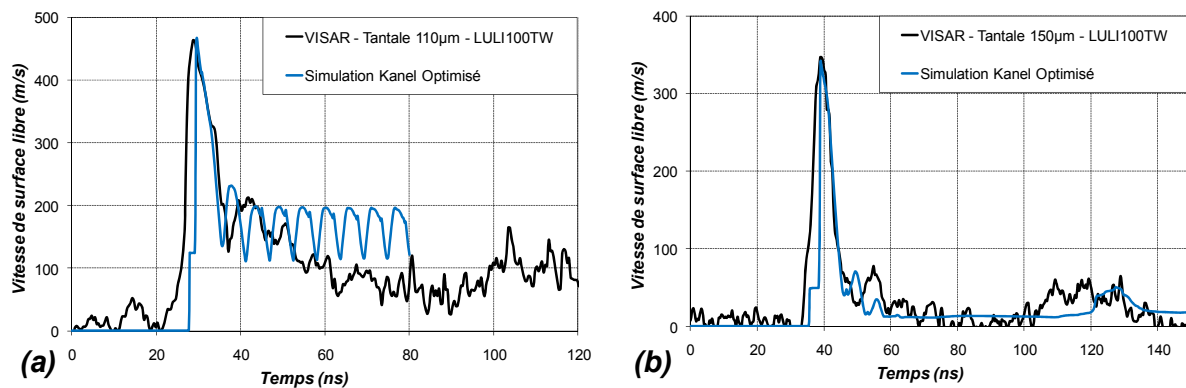 500
400
300
200
100
0
Vitesse de surface libre (m/s)
VISAR - Tantale 110µm - LULI100TW
Simulation Kanel Optimisé
0 20 40 60 80 100 120
Temps (ns)
(a)
400
300
200
100
0
Vitesse de surface libre (m/s)
VISAR - Tantale 150µm - LULI100TW
Simulation Kanel Optimisé
0 20 40 60 80 100 120 140
Temps (ns)
(b)